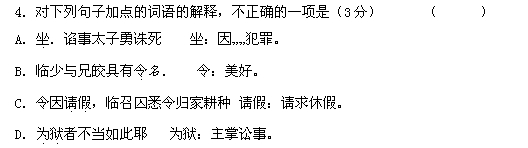 4. 对下列句子加点的词语的解释，不正确的一项是（3分）　　　（　　）
A. 坐．谄事太子勇诛死　坐：因……犯罪。
B. 临少与兄皎具有令名．　令：美好。
C. 令因请假，临召囚悉令归家耕种 请假：请求休假。
D. 为狱者不当如此耶　为狱：主掌讼事。